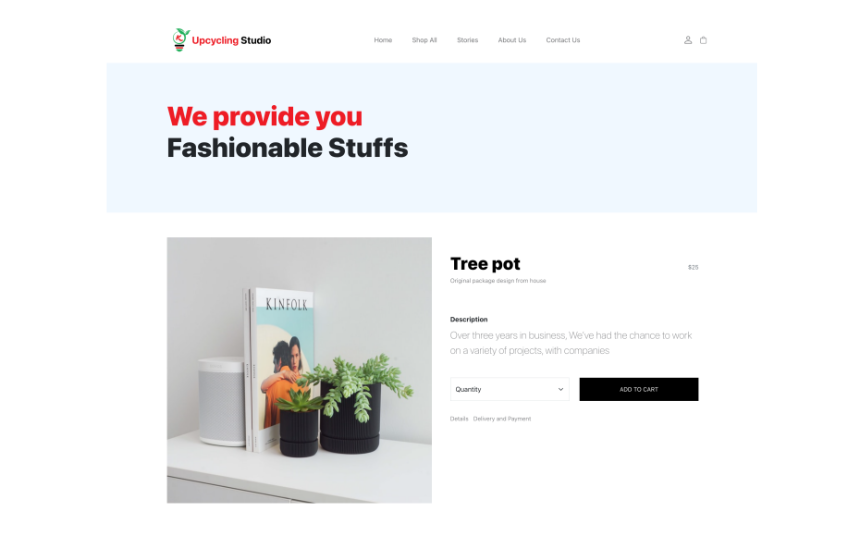 Upcycling Studio
Home Shop All Stories About Us Contact Us
We provide you
Fashionable Stuffs
KINFOLK
Tree pot
$25
Original package design from house
Description
Over three years in business, We've had the chance to work
on a variety of projects, with companies
Quantity
ADD TO CART
Details Delivery and Payment